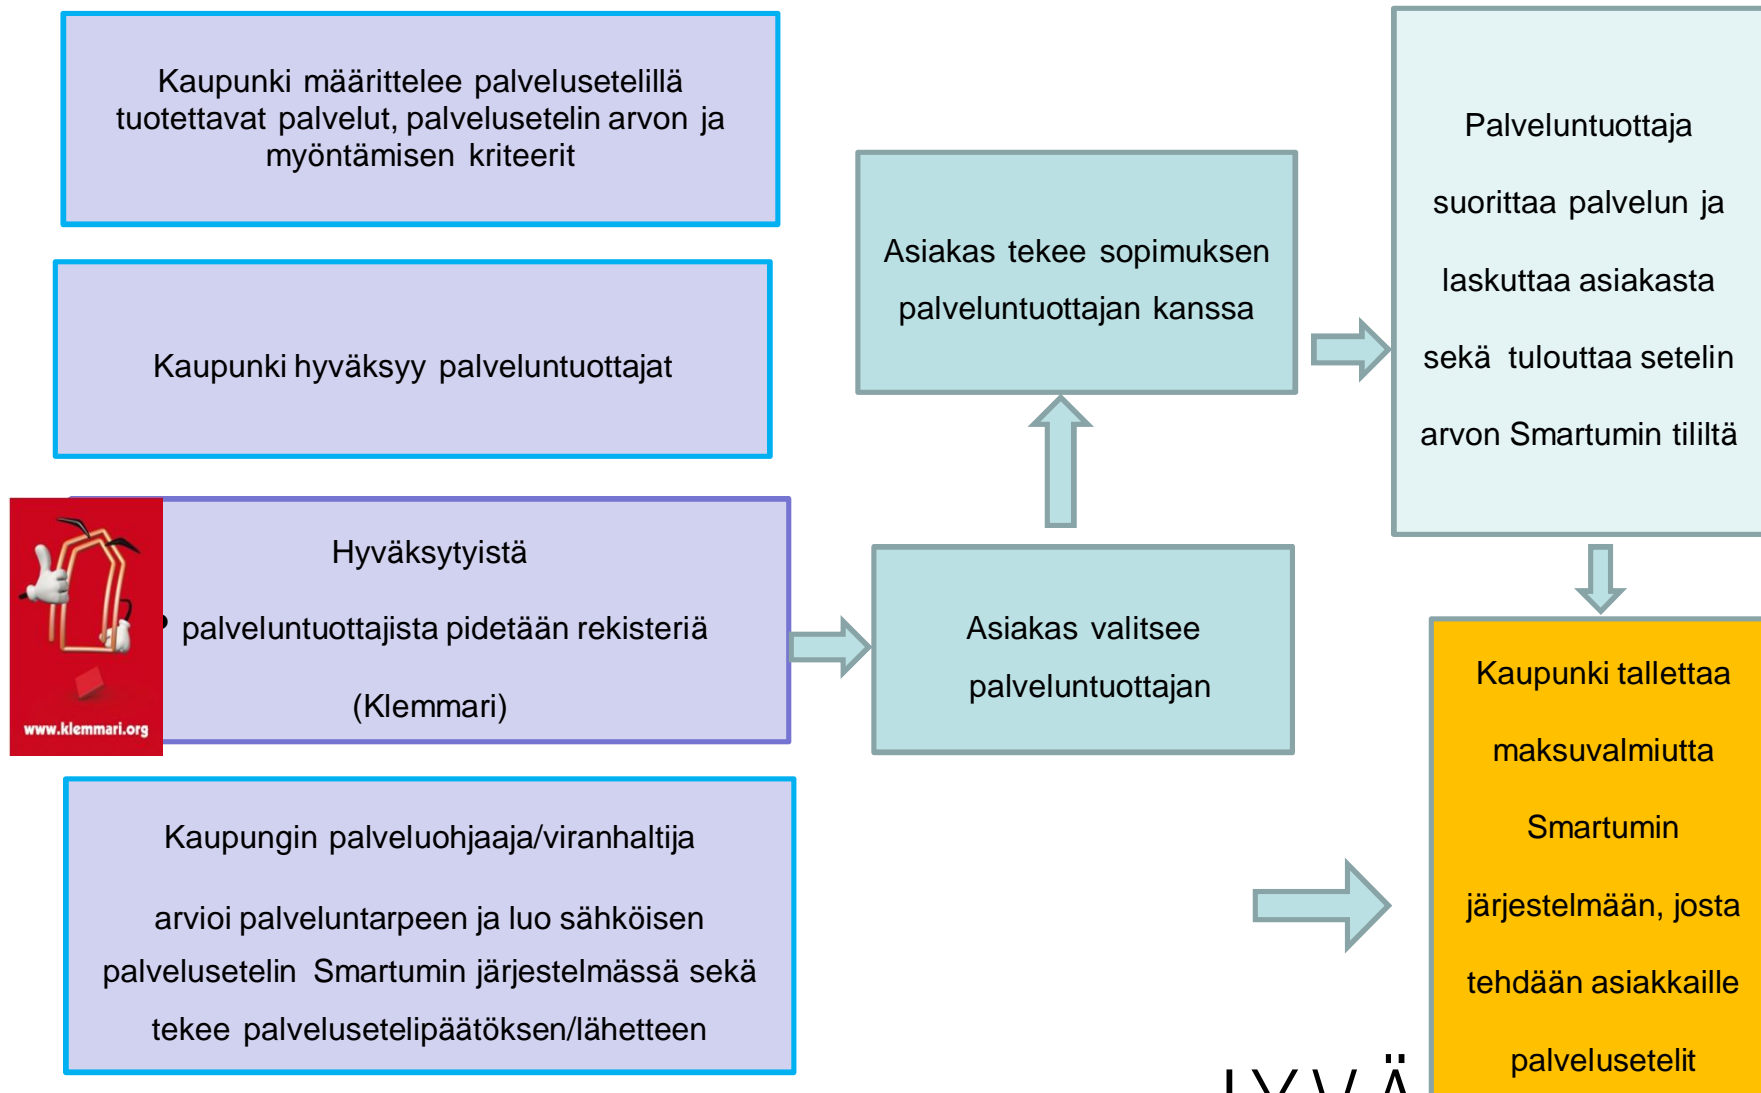 Kaupunki määrittelee palvelusetelillä
tuotettavat palvelut, palvelusetelin arvon ja
myöntämisen kriteerit
Kaupunki hyväksyy palveluntuottajat
Hyväksytyistä
palveluntuottajista pidetään rekisteriä
(Klemmari)
www.klemmari.org
Kaupungin palveluohjaaja/viranhaltija
arvioi palveluntarpeen ja luo sähköisen
palvelusetelin Smartumin järjestelmässä sekä
tekee palvelusetelipäätöksen/lähetteen
Asiakas tekee sopimuksen
palveluntuottajan kanssa
Asiakas valitsee
palveluntuottajan
Palveluntuottaja
suorittaa palvelun ja
laskuttaa asiakasta
sekä tulouttaa setelin
arvon Smartumin tililtä
Kaupunki tallettaa
maksuvalmiutta
Smartumin
järjestelmään, josta
tehdään asiakkaille
palvelusetelit